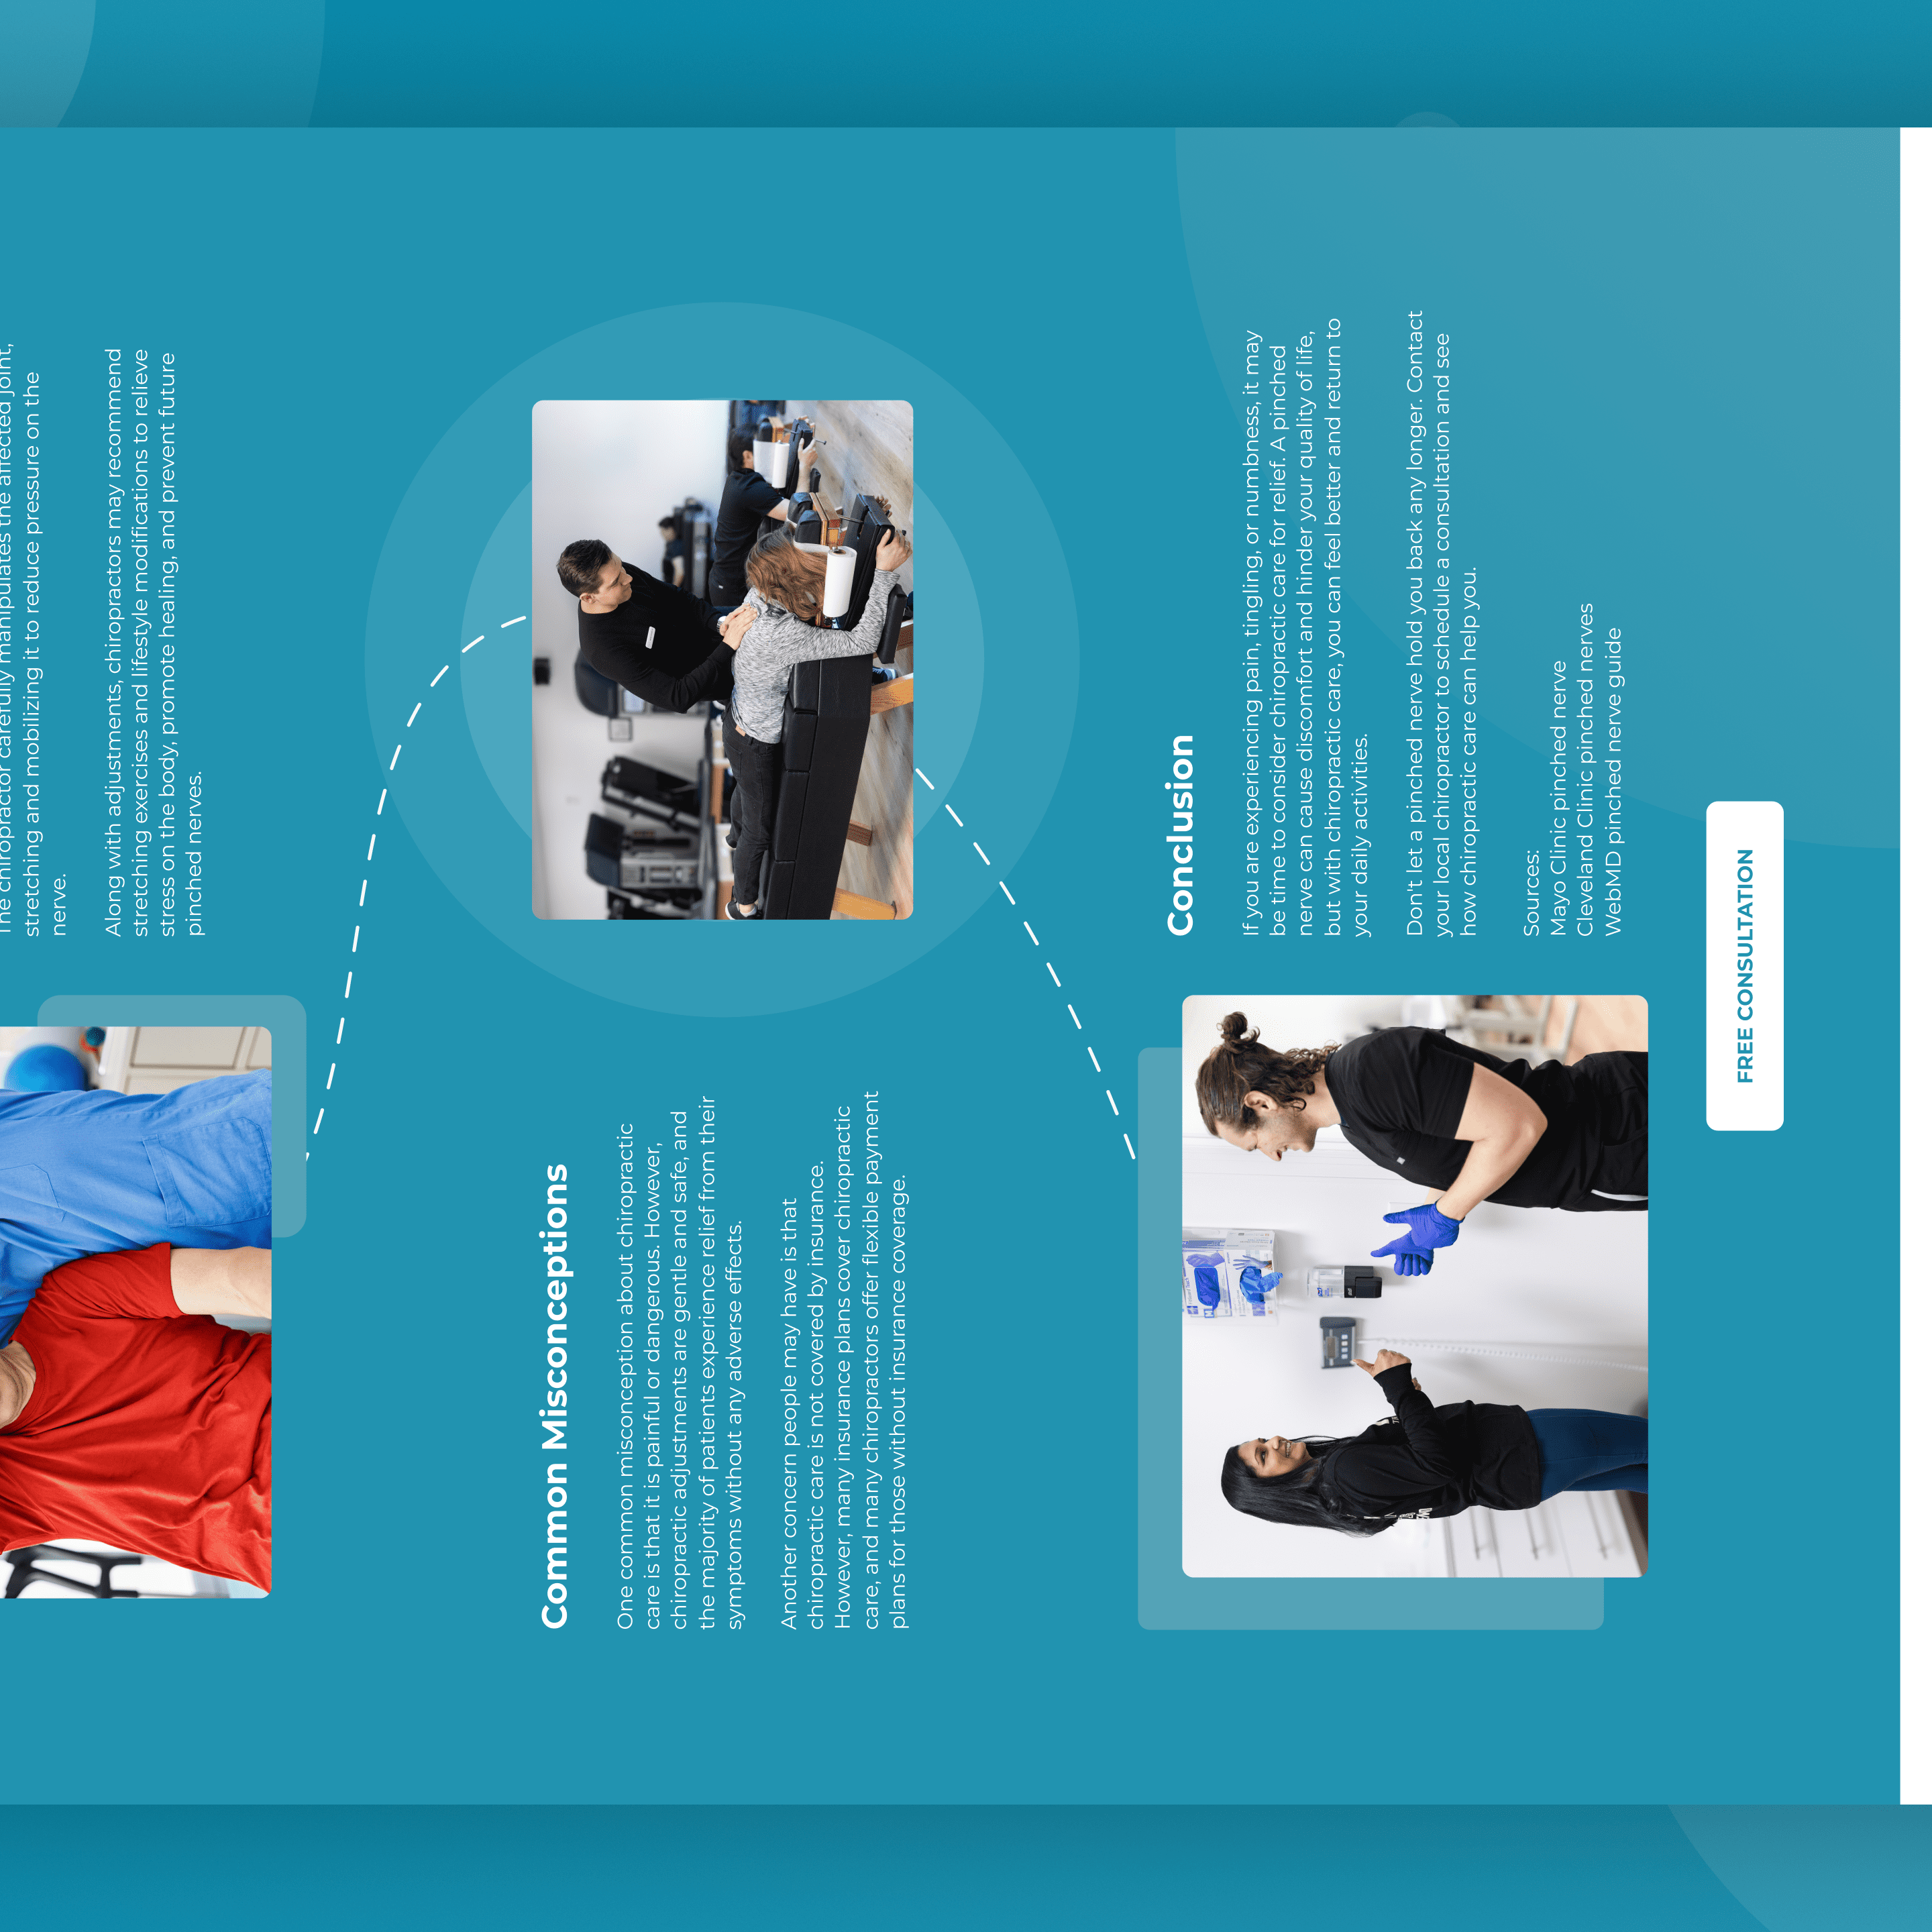 The chiropractor carefully manipulates the affected joint,
stretching and mobilizing it to reduce pressure on the
nerve.
Along with adjustments, chiropractors may recommend
stretching exercises and lifestyle modifications to relieve
stress on the body, promote healing, and prevent future
pinched nerves.
Common Misconceptions
One common misconception about chiropractic
care is that it is painful or dangerous. However,
chiropractic adjustments are gentle and safe, and
the majority of patients experience relief from their
symptoms without any adverse effects.
Another concern people may have is that
chiropractic care is not covered by insurance.
However, many insurance plans cover chiropractic
care, and many chiropractors offer flexible payment
plans for those without insurance coverage.
Conclusion
If you are experiencing pain, tingling, or numbness, it may
be time to consider chiropractic care for relief. A pinched
nerve can cause discomfort and hinder your quality of life,
but with chiropractic care, you can feel better and return to
your daily activities.
Don't let a pinched nerve hold you back any longer. Contact
your local chiropractor to schedule a consultation and see
how chiropractic care can help you.
Sources:
Mayo Clinic pinched nerve
Cleveland Clinic pinched nerves
WebMD pinched nerve guide
FREE CONSULTATION